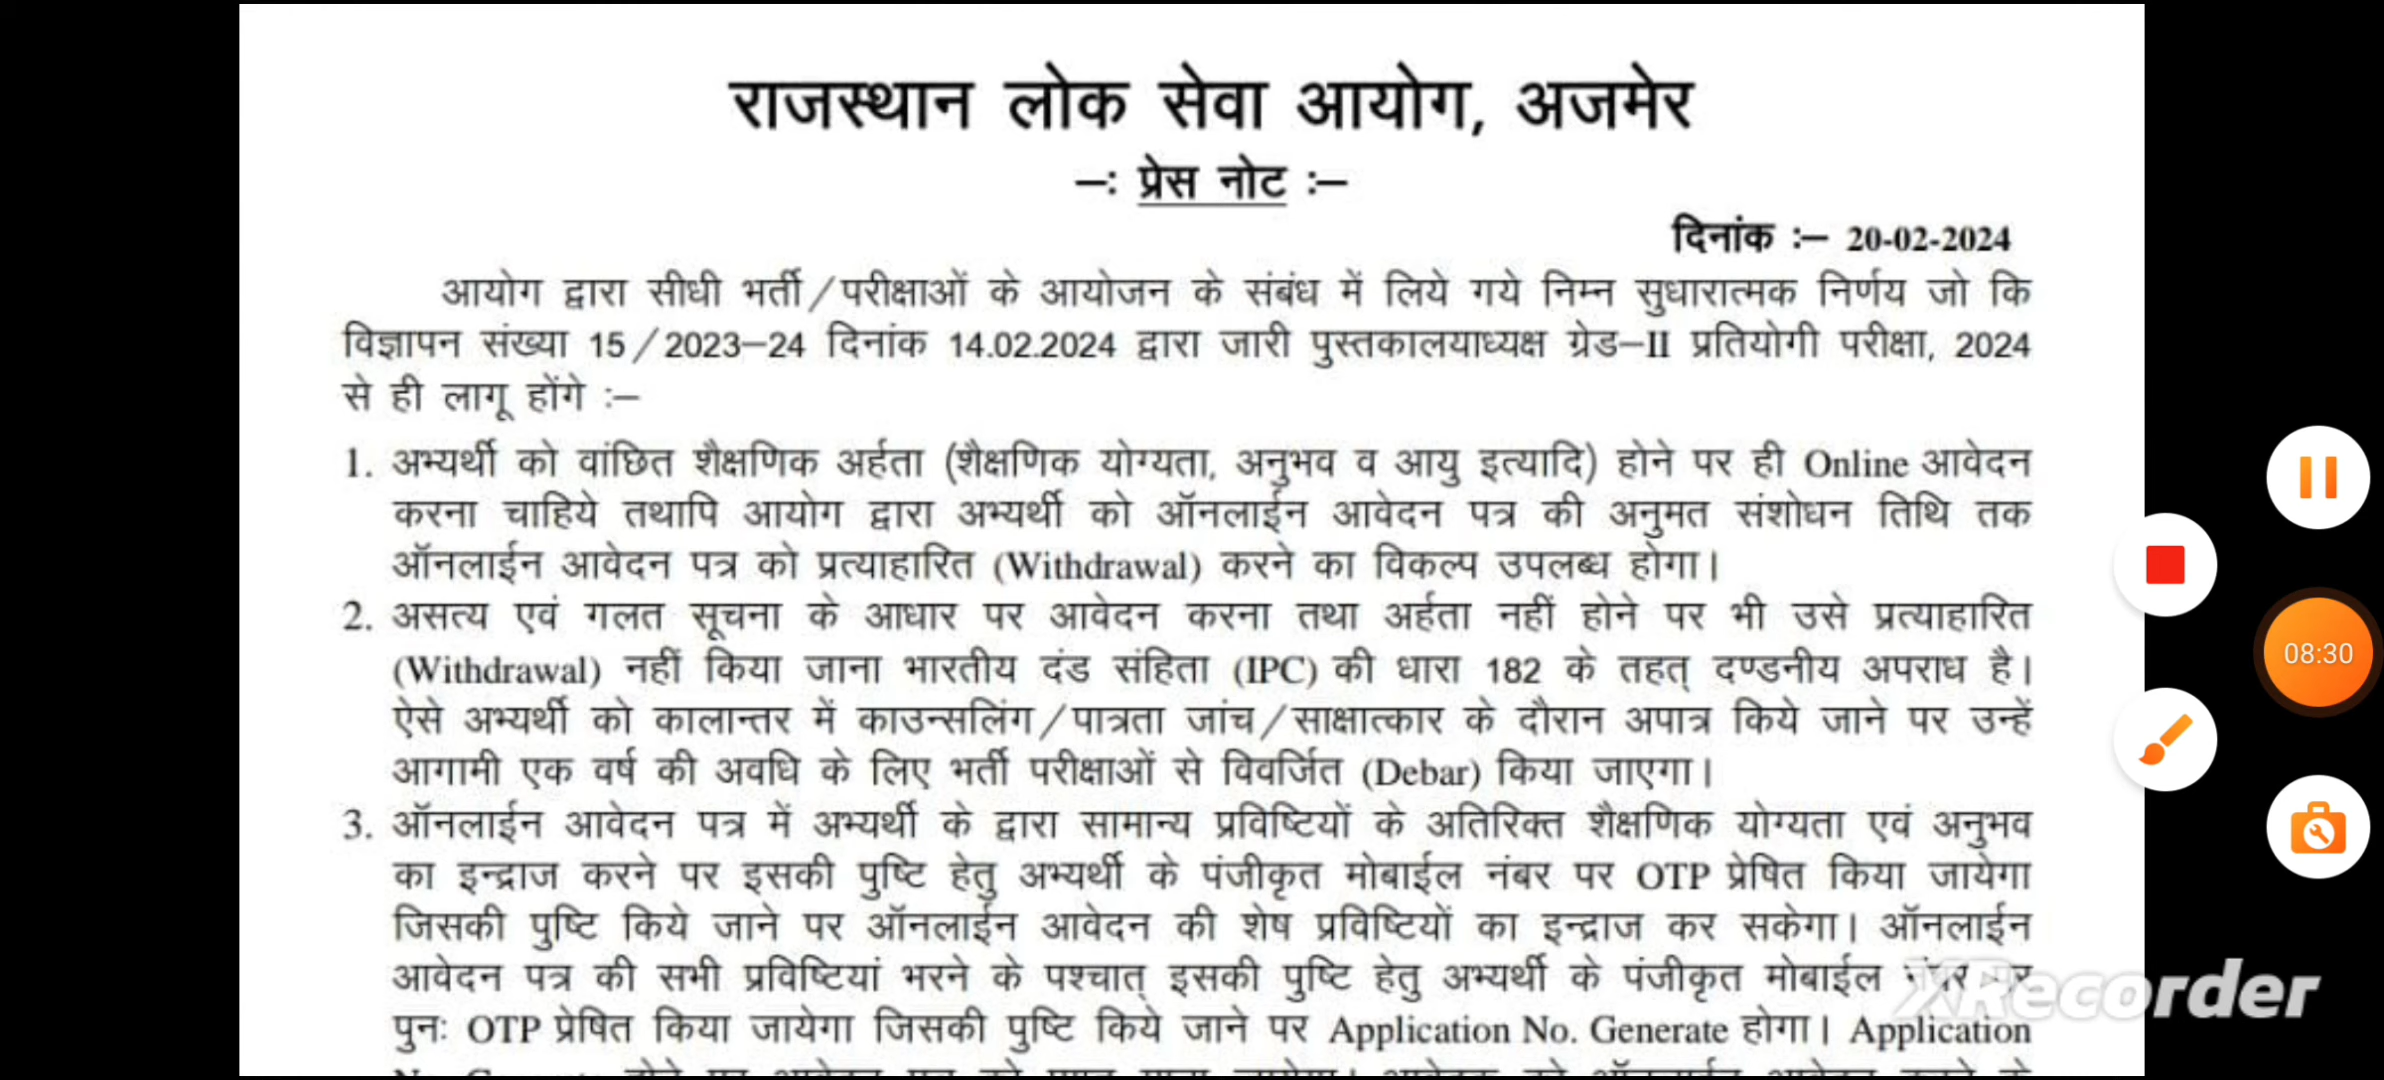 राजस्थान लोक सेवा आयोग, अजमेर
–: प्रेस नोट :–
दिनांक :– 20-02-2024
आयोग द्वारा सीधी भर्ती/परीक्षाओं के आयोजन के संबंध में लिये गये निम्न सुधारात्मक निर्णय जो कि
विज्ञापन संख्या 15/2023–24 दिनांक 14.02.2024 द्वारा जारी पुस्तकालयाध्यक्ष ग्रेड–II प्रतियोगी परीक्षा, 2024
से ही लागू होंगे :–
1. अभ्यर्थी को वांछित शैक्षणिक अर्हता (शैक्षणिक योग्यता, अनुभव व आयु इत्यादि) होने पर ही Online आवेदन
करना चाहिये तथापि आयोग द्वारा अभ्यर्थी को ऑनलाईन आवेदन पत्र की अनुमत संशोधन तिथि तक
ऑनलाईन आवेदन पत्र को प्रत्याहारित (Withdrawal) करने का विकल्प उपलब्ध होगा।
2. असत्य एवं गलत सूचना के आधार पर आवेदन करना तथा अर्हता नहीं होने पर भी उसे प्रत्याहारित
(Withdrawal) नहीं किया जाना भारतीय दंड संहिता (IPC) की धारा 182 के तहत् दण्डनीय अपराध है।
ऐसे अभ्यर्थी को कालान्तर में काउन्सलिंग/पात्रता जांच/साक्षात्कार के दौरान अपात्र किये जाने पर उन्हें
आगामी एक वर्ष की अवधि के लिए भर्ती परीक्षाओं से विवर्जित (Debar) किया जाएगा।
3. ऑनलाईन आवेदन पत्र में अभ्यर्थी के द्वारा सामान्य प्रविष्टियों के अतिरिक्त शैक्षणिक योग्यता एवं अनुभव
का इन्द्राज करने पर इसकी पुष्टि हेतु अभ्यर्थी के पंजीकृत मोबाईल नंबर पर OTP प्रेषित किया जायेगा
जिसकी पुष्टि किये जाने पर ऑनलाईन आवेदन की शेष प्रविष्टियों का इन्द्राज कर सकेगा। ऑनलाईन
आवेदन पत्र की सभी प्रविष्टियां भरने के पश्चात् इसकी पुष्टि हेतु अभ्यर्थी के पंजीकृत मोबाईल नंबर पर
पुनः OTP प्रेषित किया जायेगा जिसकी पुष्टि किये जाने पर Application No. Generate होगा। Application
08:30
XRecorder